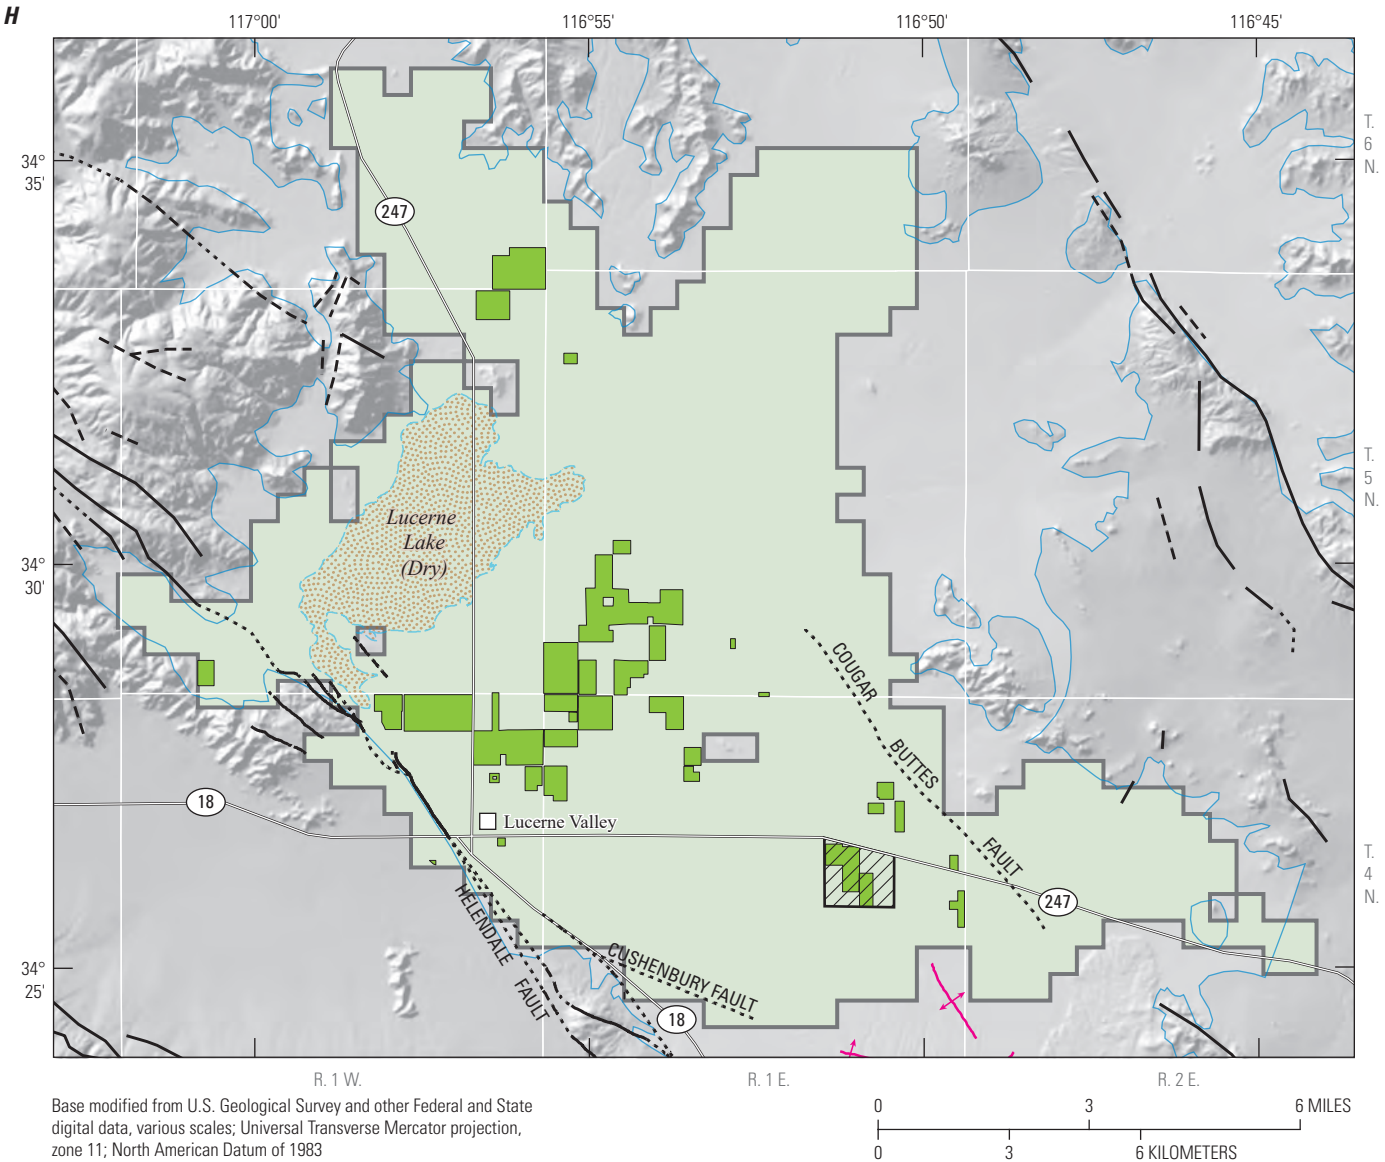 H
117°00'
116°55'
116°50'
116°45'
T.
6
N.
34°
35'
247
T.
5
N.
Lucerne
Lake
(Dry)
34°
30'
COUGAR
BUTTES
FAULT
18
Lucerne Valley
T.
4
N.
247
HELENDALE
FAULT
CUSHENBURY FAULT
34°
25'
18
R. 1 W.
R. 1 E.
R. 2 E.
Base modified from U.S. Geological Survey and other Federal and State
digital data, various scales; Universal Transverse Mercator projection,
zone 11; North American Datum of 1983
0 3 6 MILES
0 3 6 KILOMETERS